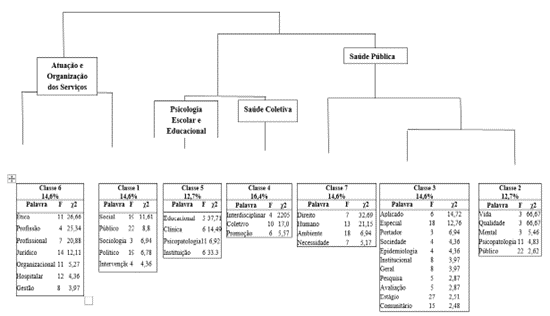 Saúde Pública
Atuação e
Organização
dos Serviços
Psicologia
Escolar e
Educacional
Saúde Coletiva
Classe 6
14,6%
Palavra F χ2
Ética 11 26,66
Profissão 4 25,34
Profissional 7 20,88
Jurídico 14 12,11
Organizacional 11 5,27
Hospitalar 12 4,36
Gestão 8 3,97
Classe 1
14,6%
Palavra F χ2
Social 11,61
Público 22 8,8
Sociologia 3 6,94
Político 6,78
Intervenção 4 4,36
Classe 5
12,7%
Palavra F χ2
Educacional 37,71
Clínica 6 14,49
Psicopatologia 11 6,92
Instituição 6 33.3
Classe 4
16,4%
Palavra F χ2
Interdisciplinar 4 2205
Coletivo 10 17,0
Promoção 6 5,57
Classe 7
14,6%
Palavra F χ2
Direito 7 32,69
Humano 13 21,15
Ambiente 18 6,94
Necessidade 7 5,17
Classe 3
14,6%
Palavra F χ2
Aplicado 6 14,72
Especial 18 12,76
Portador 3 6,94
Sociedade 4 4,36
Epidemiologia 4 4,36
Institucional 8 3,97
Geral 8 3,97
Pesquisa 5 2,87
Avaliação 5 2,87
Estágio 27 2,51
Comunitário 15 2,48
Classe 2
12,7%
Palavra F χ2
Vida 3 66,67
Qualidade 3 66,67
Mental 3 5,46
Psicopatologia 11 4,83
Público 22 2,62